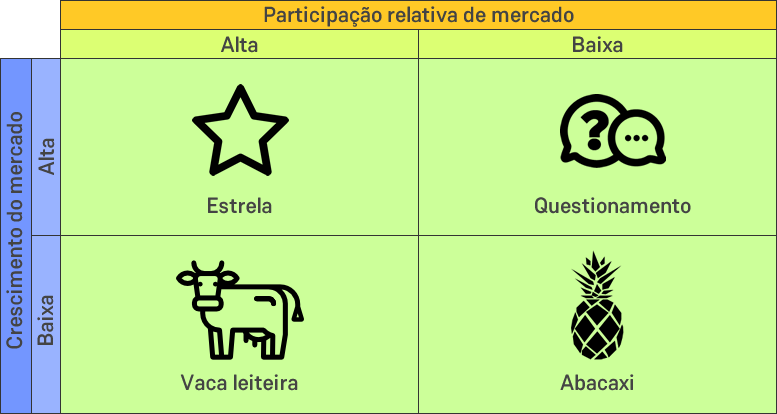 Participação relativa de mercado
Alta
Baixa
Crescimento do mercado
Alta
Estrela
?
Questionamento
Baixa
Vaca leiteira
Abacaxi